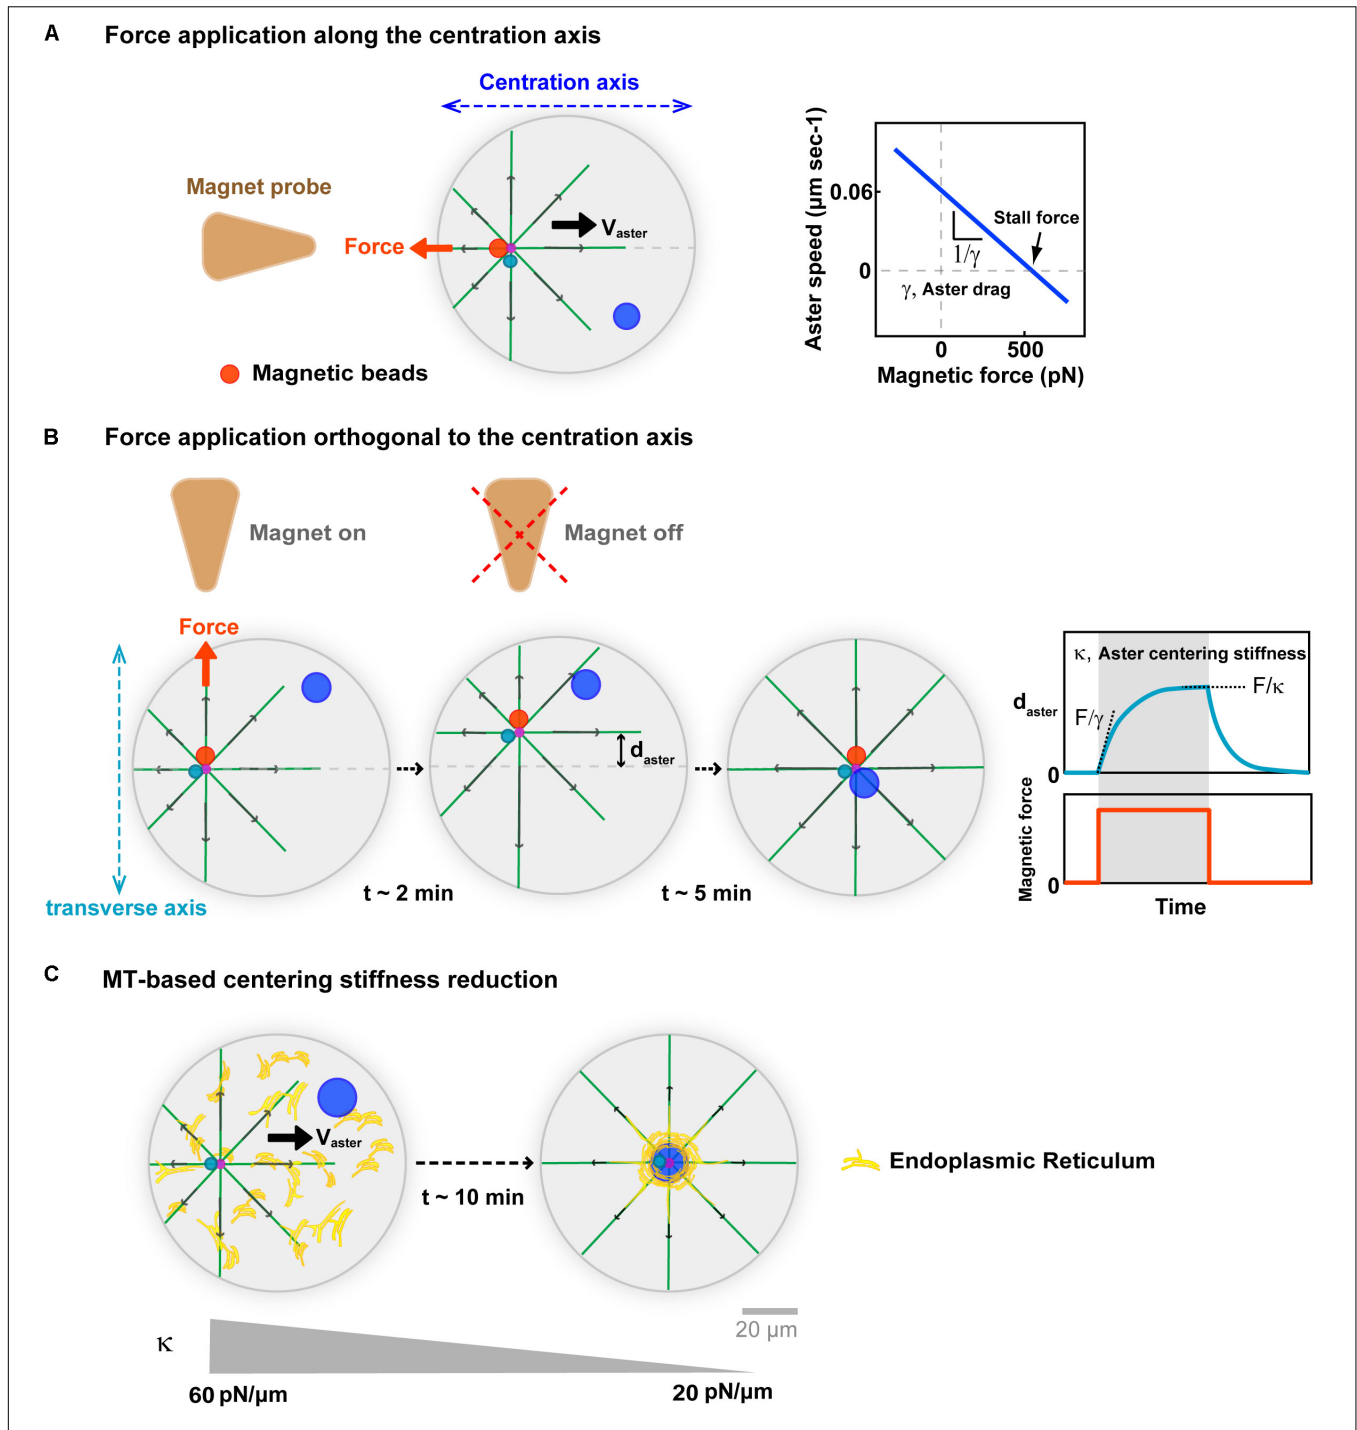 A Force application along the centration axis
Centration axis
Magnet probe
Force
Vaster
Magnetic beads
Aster speed (µm sec-1)
0.06
0
Stall force
1/γ
γ, Aster drag
0 500
Magnetic force (pN)
B Force application orthogonal to the centration axis
Magnet on
Magnet off
Force
transverse axis
t ~ 2 min
daster
t ~ 5 min
κ, Aster centering stiffness
daster
F/γ
F/κ
0
Magnetic force
0
Time
C MT-based centering stiffness reduction
Vaster
t ~ 10 min
Endoplasmic Reticulum
20 µm
κ
60 pN/µm
20 pN/µm